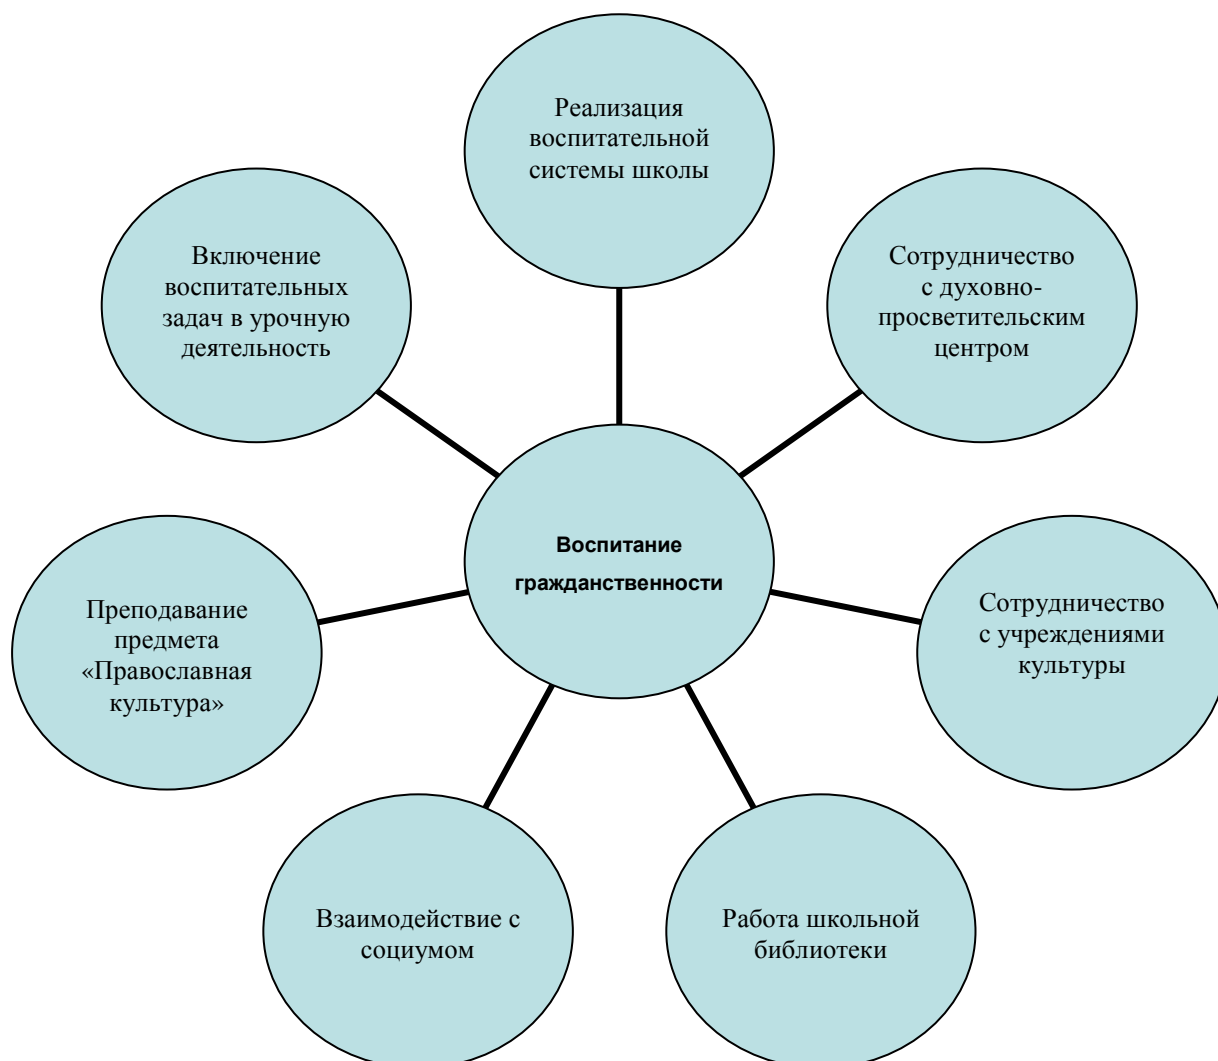 Реализация
воспитательной
системы школы
Включение
воспитательных
задач в урочную
деятельность
Сотрудничество
с духовно-
просветительским
центром
Воспитание
гражданственности
Преподавание
предмета
«Православная
культура»
Сотрудничество
с учреждениями
культуры
Взаимодействие с
социумом
Работа школьной
библиотеки